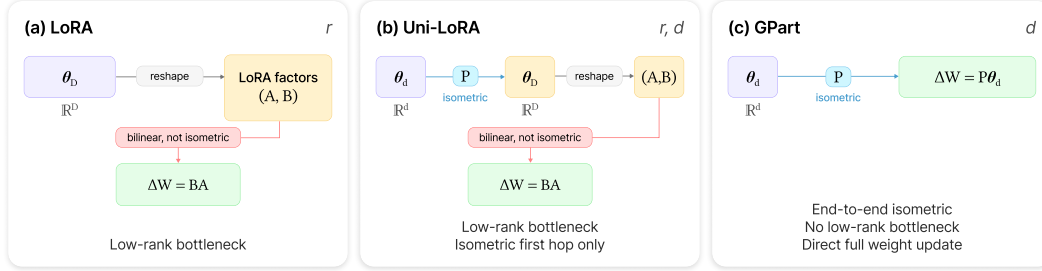 (a) LoRA
r
θD
reshape
LoRA factors
(A, B)
ℝD
bilinear, not isometric
ΔW = BA
Low-rank bottleneck
(b) Uni-LoRA
r, d
θd
P
θD
reshape
(A,B)
isometric
ℝd
ℝD
bilinear, not isometric
ΔW = BA
Low-rank bottleneck
Isometric first hop only
(c) GPart
d
θd
P
ΔW = Pθd
isometric
ℝd
End-to-end isometric
No low-rank bottleneck
Direct full weight update